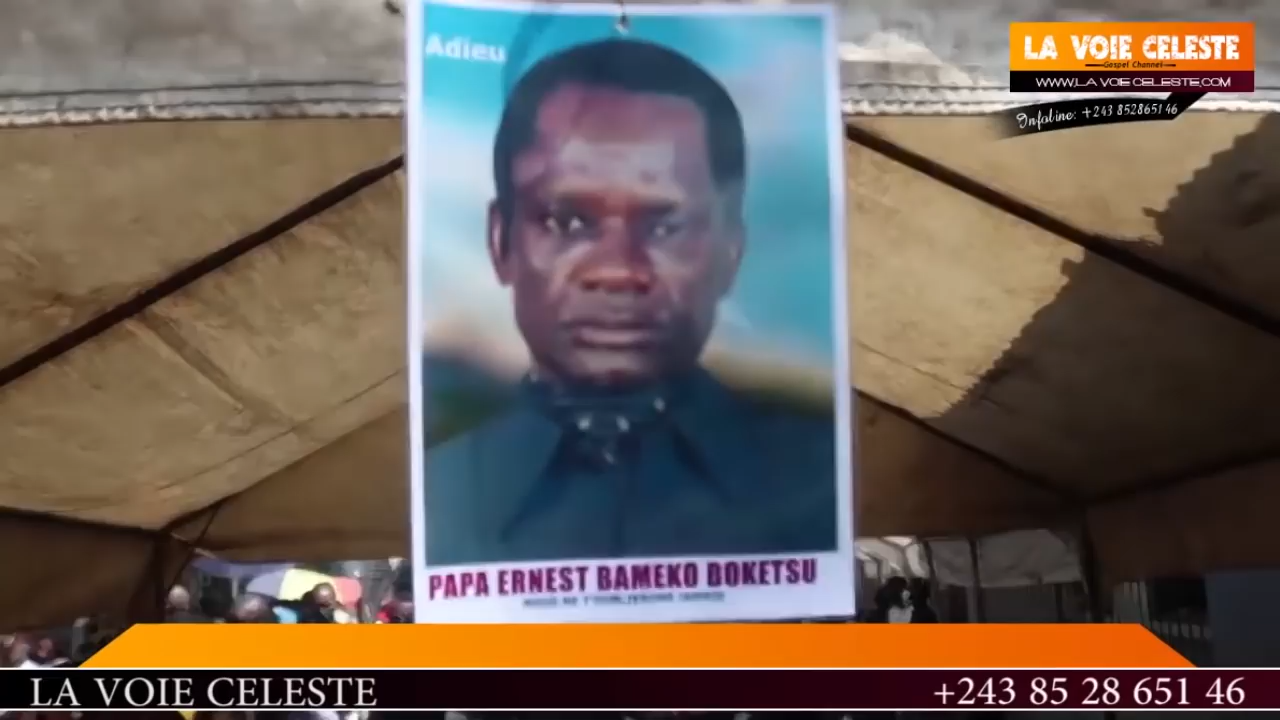 Adieu
LA VOIE CELESTE
Gospel Channel
WWW.LAVOIECELESTE.COM
Infoline: +243 852865146
PAPA ERNEST BAMEKO BOKETSU
LA VOIE CELESTE
+243 85 28 651 46